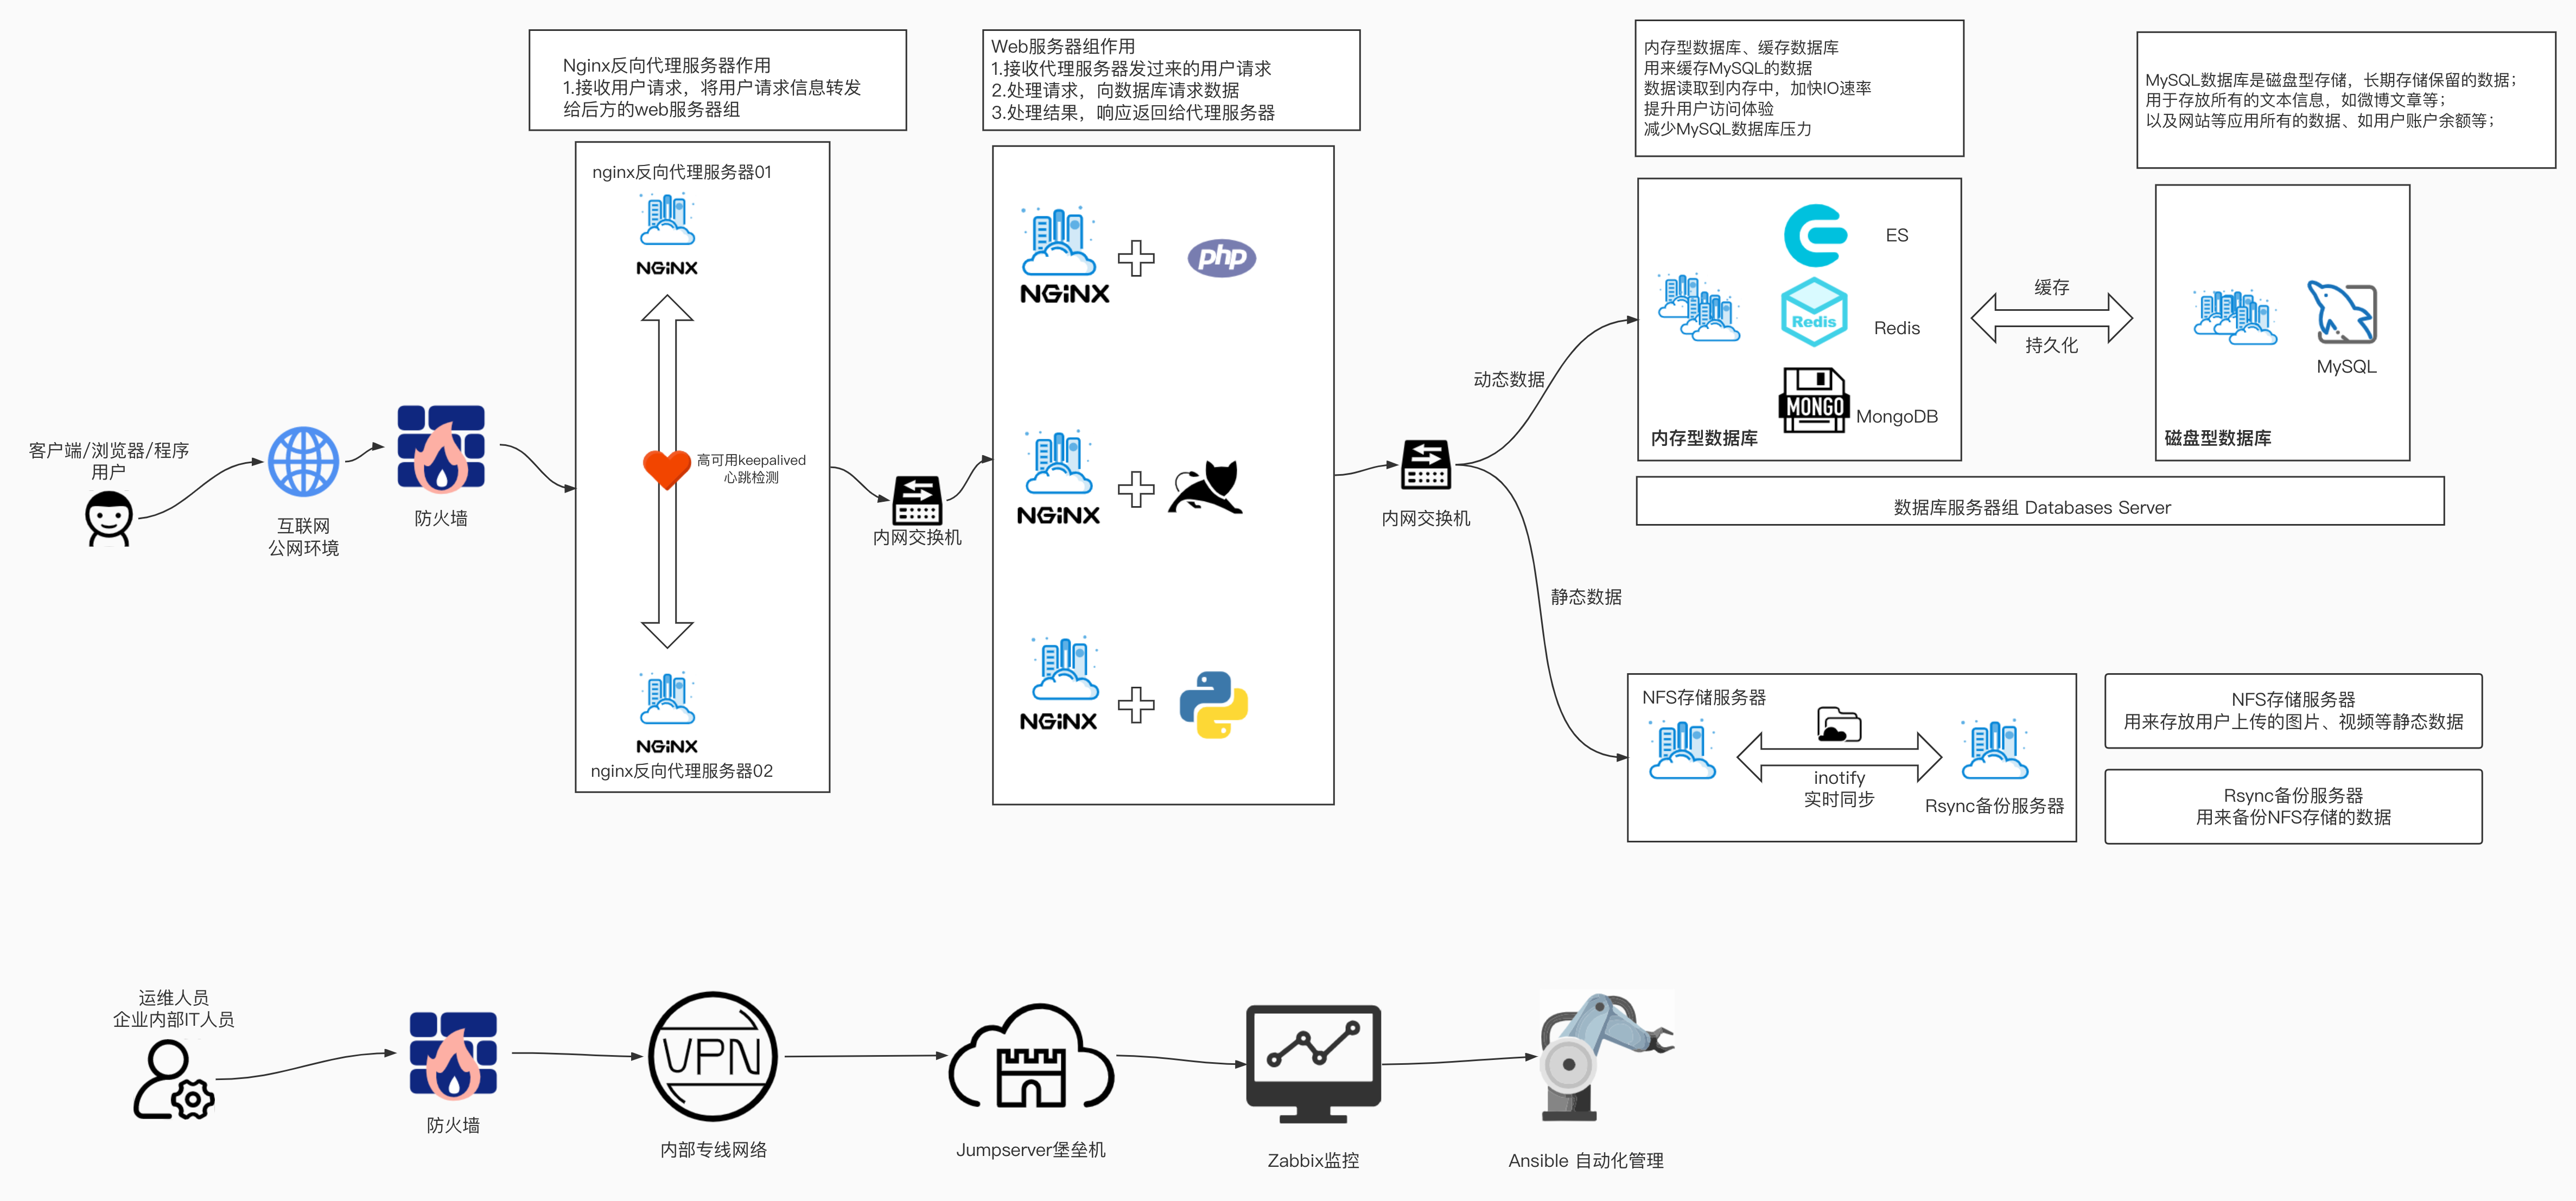 Nginx反向代理服务器作用
1.接收用户请求，将用户请求信息转发
给后方的web服务器组
Web服务器组作用
1.接收代理服务器发过来的用户请求
2.处理请求，向数据库请求数据
3.处理结果，响应返回给代理服务器
内存型数据库、缓存数据库
用来缓存MySQL的数据
数据读取到内存中，加快IO速率
提升用户访问体验
减少MySQL数据库压力
MySQL数据库是磁盘型存储，长期存储保留的数据；
用于存放所有的文本信息，如微博文章等；
以及网站等应用所有的数据、如用户账户余额等；
客户端/浏览器/程序
用户
互联网
公网环境
防火墙
nginx反向代理服务器01
NGiNX
高可用keepalived
心跳检测
NGiNX
nginx反向代理服务器02
内网交换机
NGiNX
php
NGiNX
NGiNX
内网交换机
动态数据
静态数据
ES
Redis
Redis
MONGO
MongoDB
内存型数据库
缓存
持久化
MySQL
磁盘型数据库
数据库服务器组 Databases Server
NFS存储服务器
inotify
实时同步
Rsync备份服务器
NFS存储服务器
用来存放用户上传的图片、视频等静态数据
Rsync备份服务器
用来备份NFS存储的数据
运维人员
企业内部IT人员
防火墙
VPN
内部专线网络
Jumpserver堡垒机
Zabbix监控
Ansible 自动化管理